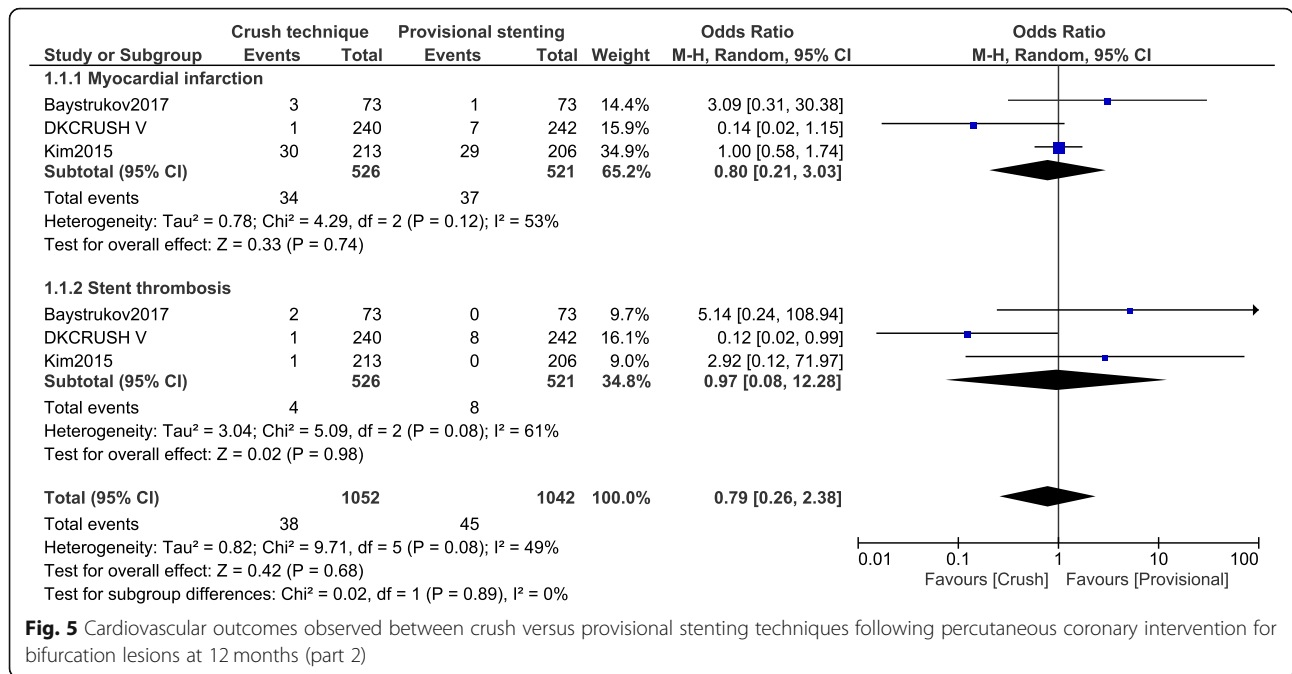 Crush technique Provisional stenting Odds Ratio Odds Ratio
Study or Subgroup Events Total Events Total Weight M-H, Random, 95% CI M-H, Random, 95% CI
1.1.1 Myocardial infarction
Baystrukov2017 3 73 1 73 14.4% 3.09 [0.31, 30.38]
DKCRUSH V 1 240 7 242 15.9% 0.14 [0.02, 1.15]
Kim2015 30 213 29 206 34.9% 1.00 [0.58, 1.74]
Subtotal (95% CI) 526 521 65.2% 0.80 [0.21, 3.03]
Total events 34 37
Heterogeneity: Tau² = 0.78; Chi² = 4.29, df = 2 (P = 0.12); I² = 53%
Test for overall effect: Z = 0.33 (P = 0.74)
1.1.2 Stent thrombosis
Baystrukov2017 2 73 0 73 9.7% 5.14 [0.24, 108.94]
DKCRUSH V 1 240 8 242 16.1% 0.12 [0.02, 0.99]
Kim2015 1 213 0 206 9.0% 2.92 [0.12, 71.97]
Subtotal (95% CI) 526 521 34.8% 0.97 [0.08, 12.28]
Total events 4 8
Heterogeneity: Tau² = 3.04; Chi² = 5.09, df = 2 (P = 0.08); I² = 61%
Test for overall effect: Z = 0.02 (P = 0.98)
Total (95% CI) 1052 1042 100.0% 0.79 [0.26, 2.38]
Total events 38 45
Heterogeneity: Tau² = 0.82; Chi² = 9.71, df = 5 (P = 0.08); I² = 49%
Test for overall effect: Z = 0.42 (P = 0.68)
Test for subgroup differences: Chi² = 0.02, df = 1 (P = 0.89), I² = 0%
0.01 0.1 1 10 100
Favours [Crush] Favours [Provisional]
Fig. 5 Cardiovascular outcomes observed between crush versus provisional stenting techniques following percutaneous coronary intervention for
bifurcation lesions at 12 months (part 2)